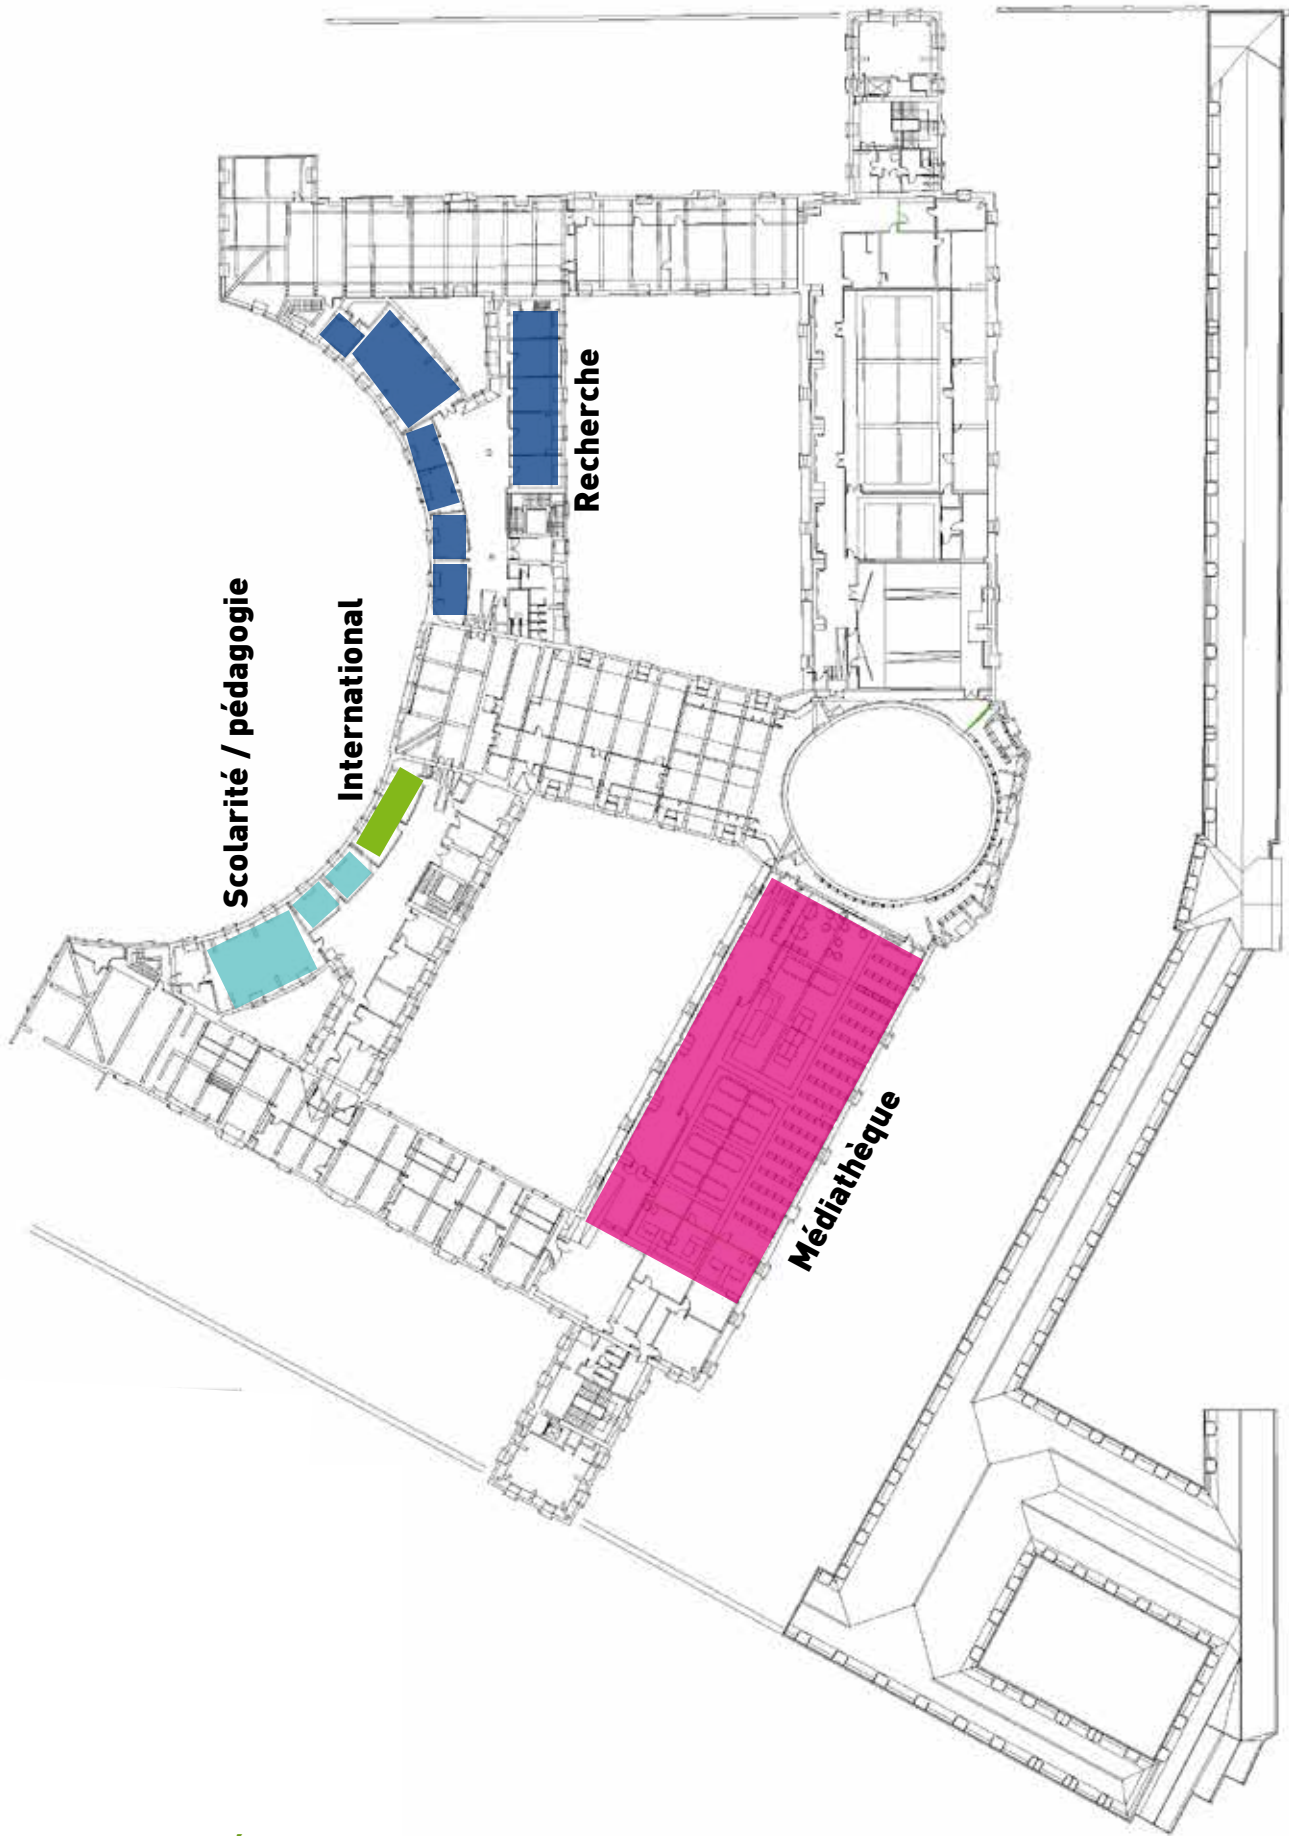 Scolarité / pédagogie
International
Recherche
Médiathèque